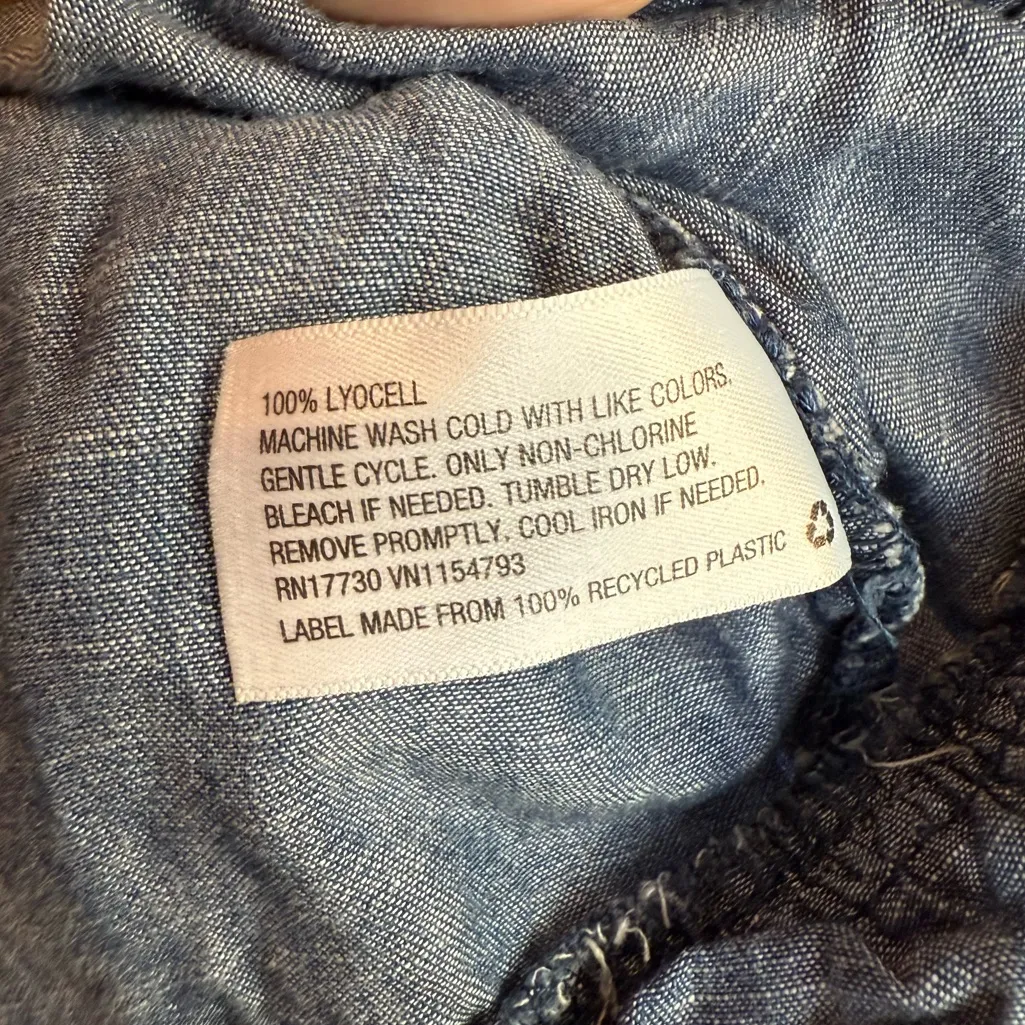 100% LYOCELL
MACHINE WASH COLD WITH LIKE COLORS,
GENTLE CYCLE. ONLY NON-CHLORINE
BLEACH IF NEEDED. TUMBLE DRY LOW.
REMOVE PROMPTLY, COOL IRON IF NEEDED.
RN17730 VN1154793
LABEL MADE FROM 100% RECYCLED PLASTIC